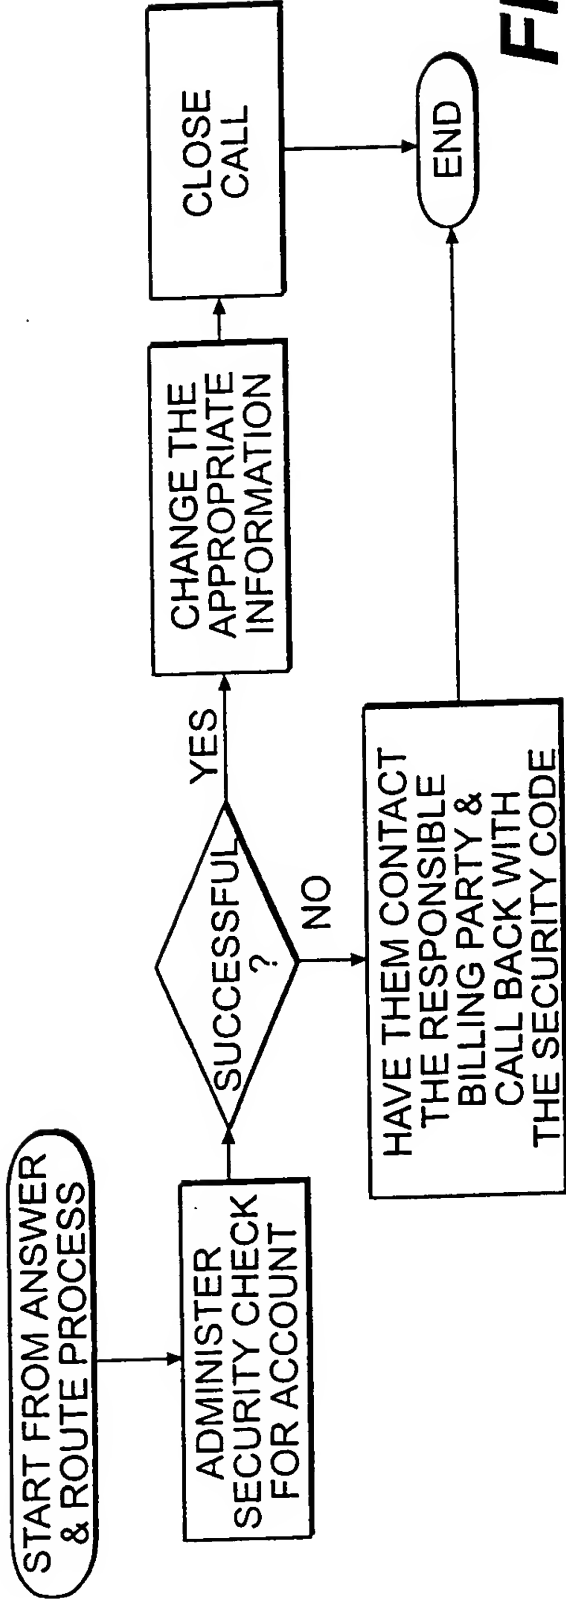 START FROM ANSWER
& ROUTE PROCESS
ADMINISTER
SECURITY CHECK
FOR ACCOUNT
SUCCESSFUL
?
YES
NO
CHANGE THE
APPROPRIATE
INFORMATION
CLOSE
CALL
HAVE THEM CONTACT
THE RESPONSIBLE
BILLING PARTY &
CALL BACK WITH
THE SECURITY CODE
END